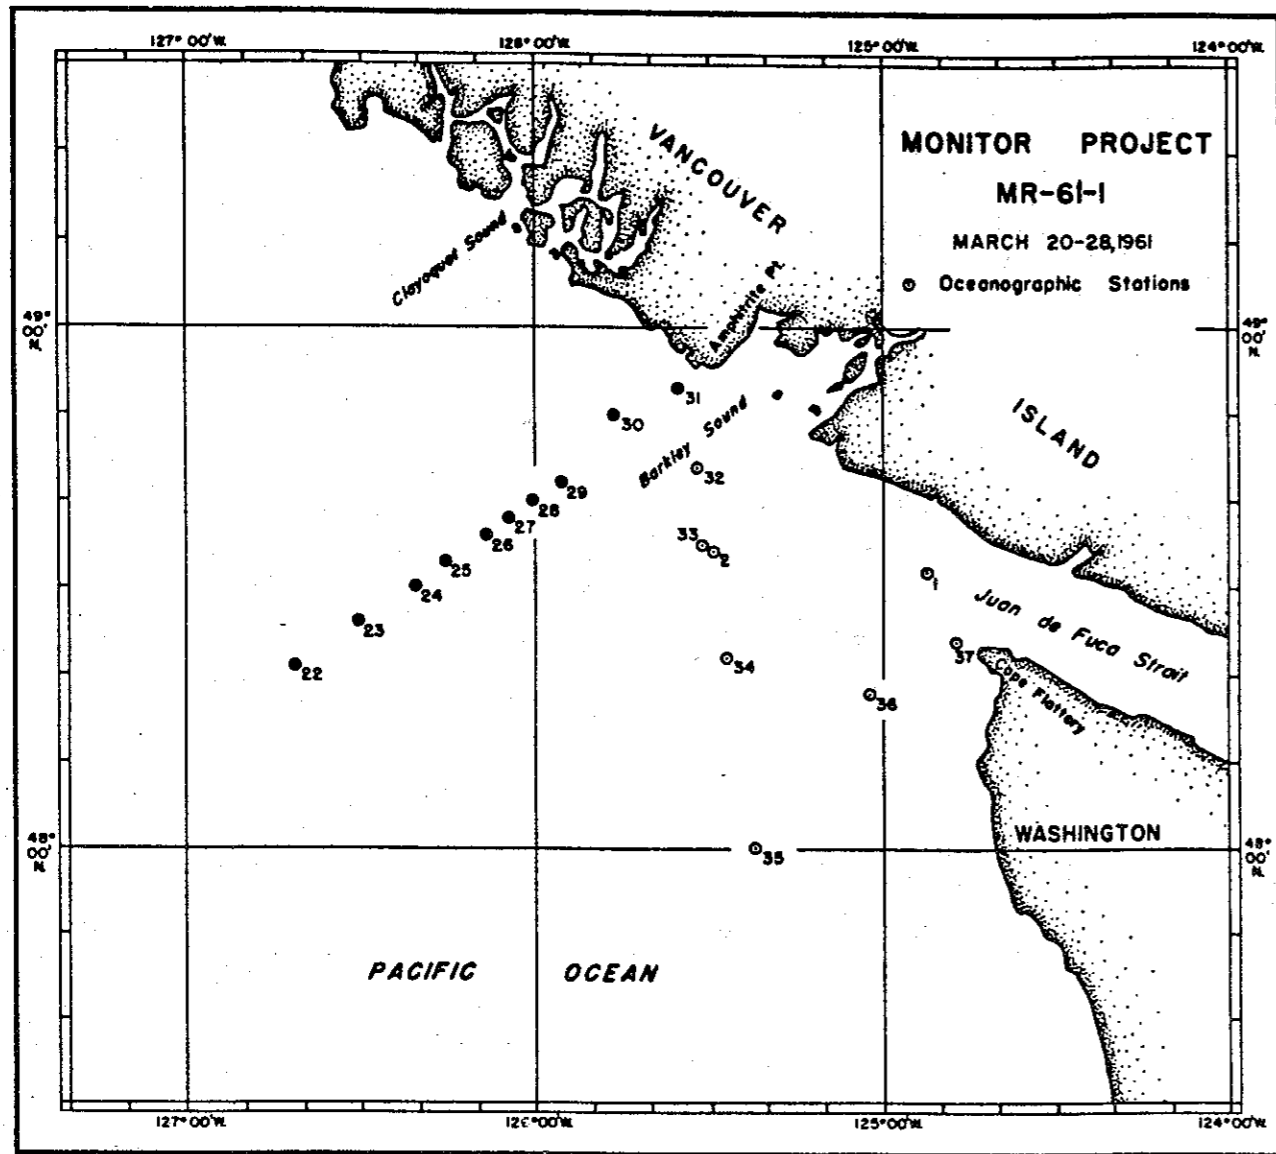 127° 00'W. 126° 00'W. 125° 00'W. 124° 00'W.
MONITOR PROJECT
MR-61-1
MARCH 20-28,1961
Oceanographic Stations
VANCOUVER
ISLAND
Clayoquot Sound
Amphitrite Pt.
Barkley Sound
49° 00' N.
49° 00' N.
31
30
32
29
28
27
26
25
24
23
22
33
2
1
34
37
36
35
Juan de Fuca Strait
Cape Flattery
WASHINGTON
48° 00' N.
48° 00' N.
PACIFIC OCEAN
127° 00'W. 126° 00'W. 125° 00'W. 124° 00'W.